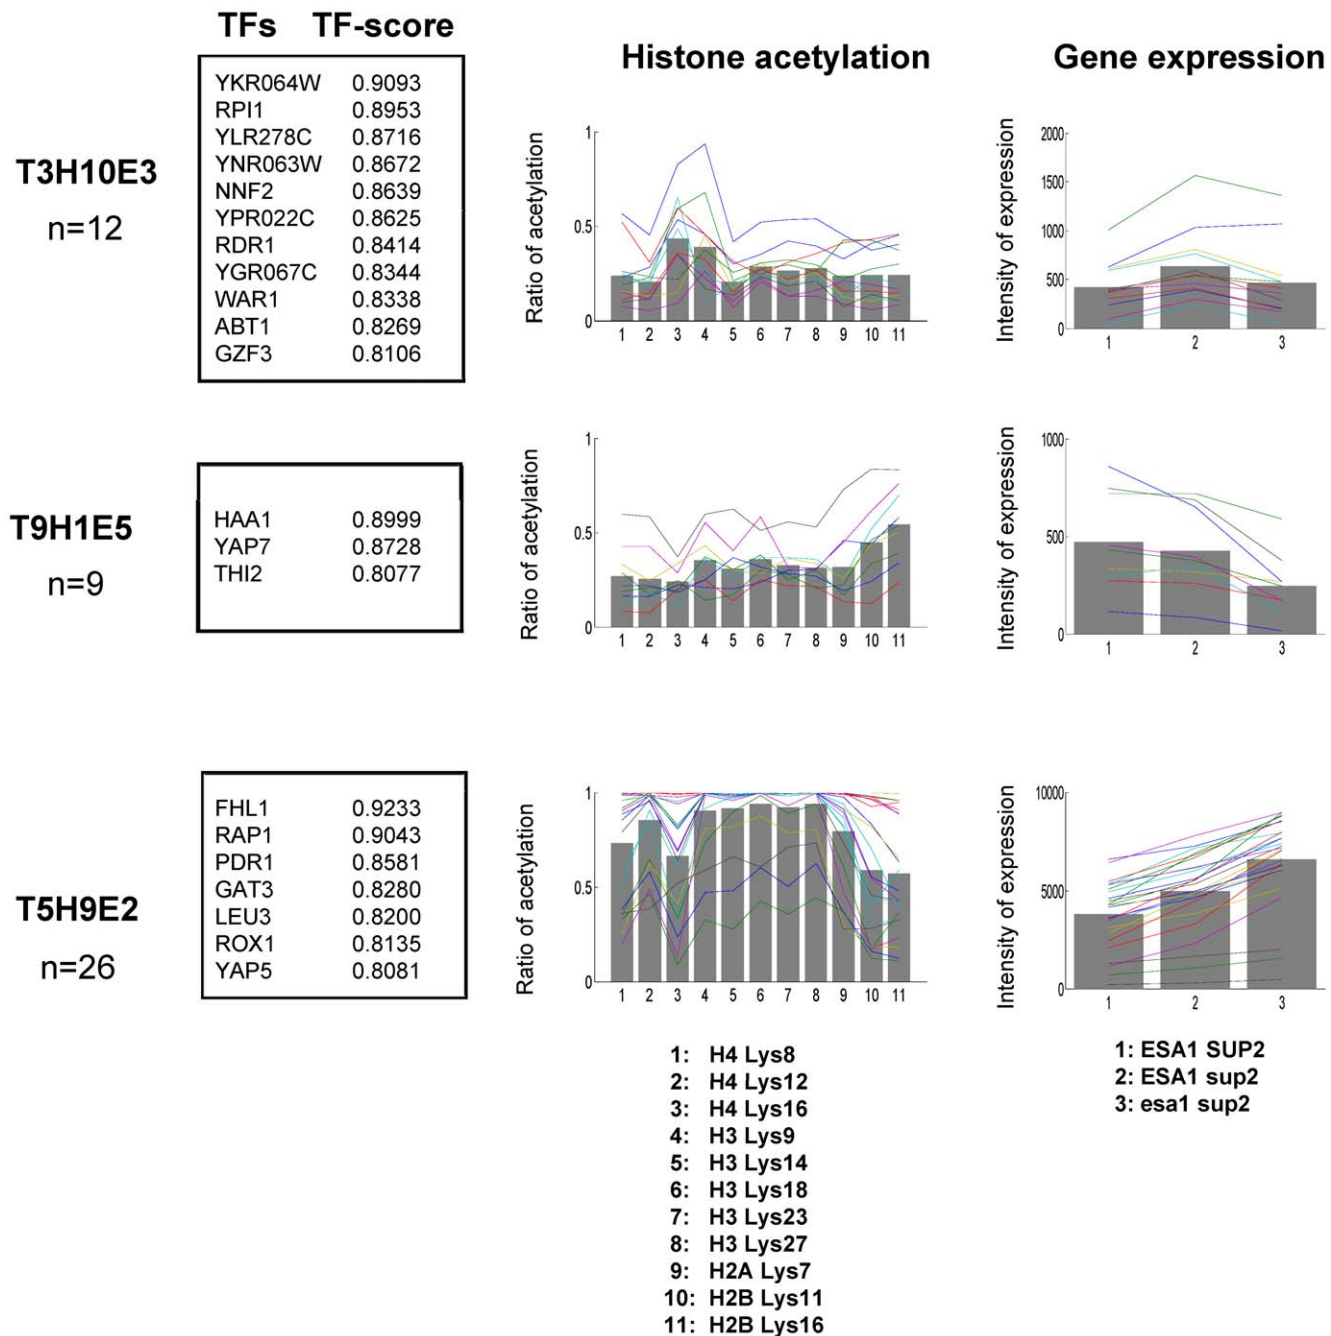 TFs TF-score
Histone acetylation
Gene expression
T3H10E3
n=12
YKR064W 0.9093
RPI1 0.8953
YLR278C 0.8716
YNR063W 0.8672
NNF2 0.8639
YPR022C 0.8625
RDR1 0.8414
YGR067C 0.8344
WAR1 0.8338
ABT1 0.8269
GZF3 0.8106
Ratio of acetylation
1
0.5
0
1 2 3 4 5 6 7 8 9 10 11
Intensity of expression
2000
1500
1000
500
0
1 2 3
T9H1E5
n=9
HAA1 0.8999
YAP7 0.8728
THI2 0.8077
Ratio of acetylation
1
0.5
0
1 2 3 4 5 6 7 8 9 10 11
Intensity of expression
1000
500
0
1 2 3
T5H9E2
n=26
FHL1 0.9233
RAP1 0.9043
PDR1 0.8581
GAT3 0.8280
LEU3 0.8200
ROX1 0.8135
YAP5 0.8081
Ratio of acetylation
1
0.5
0
1 2 3 4 5 6 7 8 9 10 11
Intensity of expression
10000
5000
0
1 2 3
1: H4 Lys8
2: H4 Lys12
3: H4 Lys16
4: H3 Lys9
5: H3 Lys14
6: H3 Lys18
7: H3 Lys23
8: H3 Lys27
9: H2A Lys7
10: H2B Lys11
11: H2B Lys16
1: ESA1 SUP2
2: ESA1 sup2
3: esa1 sup2